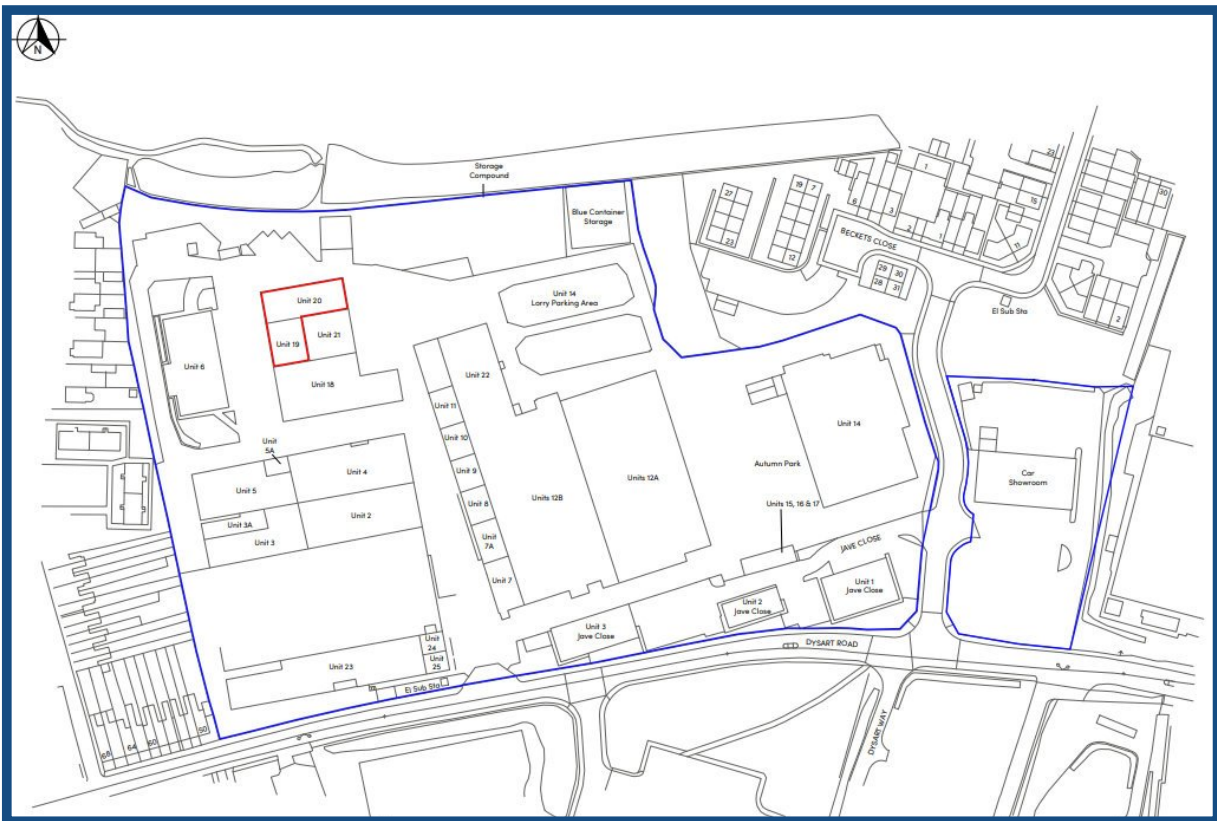 N
Storage
Compound
Blue Container
Storage
27
23
19
7
12
6
3
2
1
1
15
11
23
30
2
BECKETS CLOSE
29
30
28
31
El Sub Sta
Unit 20
Unit 19
Unit 21
Unit 18
Unit 6
Unit 14
Lorry Parking Area
Unit 22
Unit 11
Unit 10
Unit 9
Unit 8
Unit
7A
Unit 7
Unit
5A
Unit 4
Unit 5
Unit 3A
Unit 2
Unit 3
Units 12B
Units 12A
Autumn Park
Unit 14
Units 15, 16 & 17
Car
Showroom
JAVE CLOSE
Unit 1
Jave Close
Unit 2
Jave Close
Unit 3
Jave Close
Unit
24
Unit
25
Unit 23
El Sub Sta
DYSART ROAD
DYSART WAY
68
64
60
50